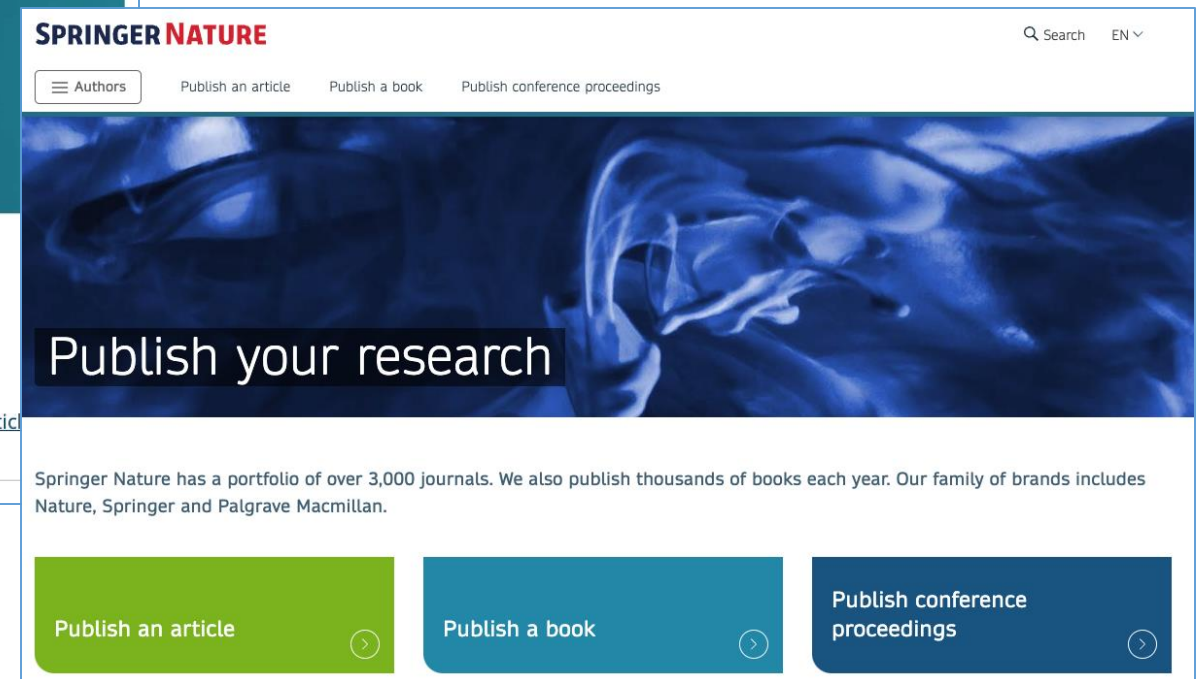 SPRINGER NATURE
Search EN
Authors Publish an article Publish a book Publish conference proceedings
Publish your research
Springer Nature has a portfolio of over 3,000 journals. We also publish thousands of books each year. Our family of brands includes
Nature, Springer and Palgrave Macmillan.
Publish an article
Publish a book
Publish conference
proceedings